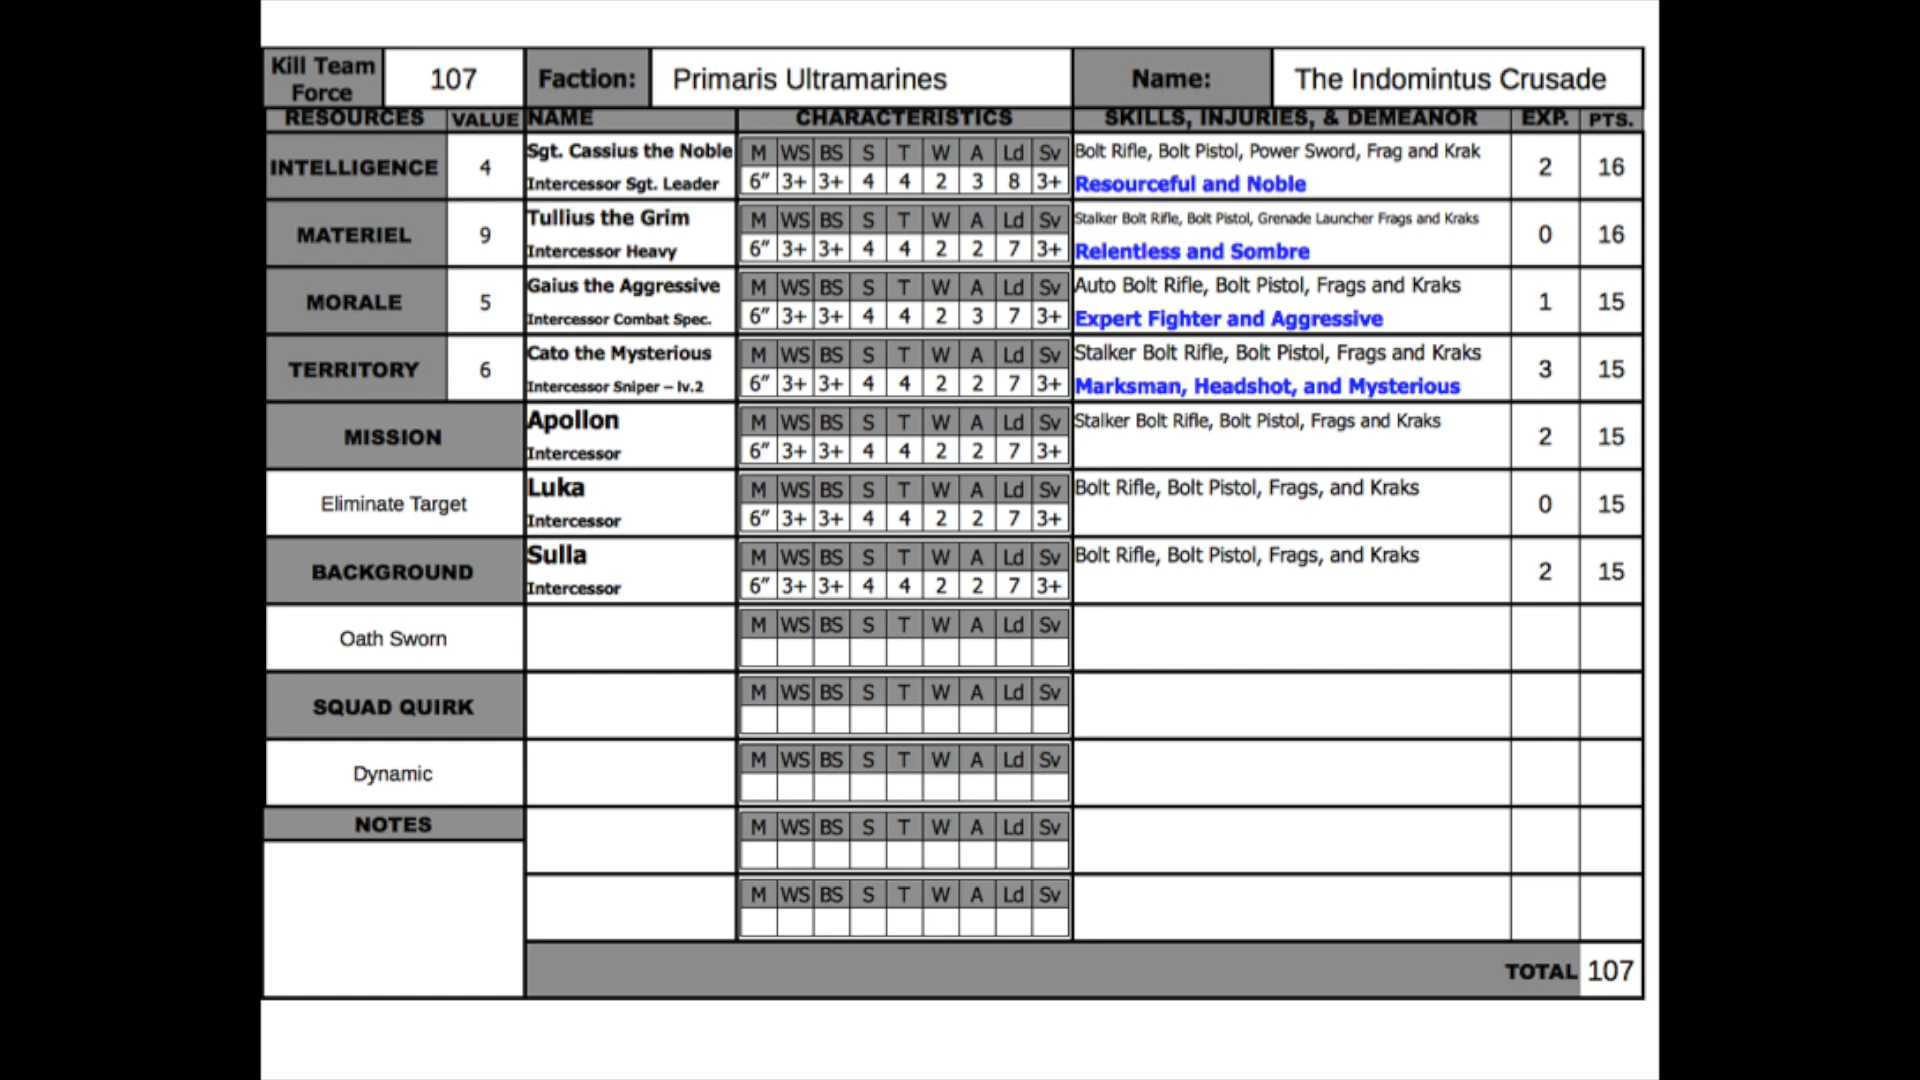 Kill Team Force 107 Faction: Primaris Ultramarines Name: The Indomintus Crusade
RESOURCES VALUE NAME CHARACTERISTICS SKILLS, INJURIES, & DEMEANOR EXP. PTS.
INTELLIGENCE 4 Sgt. Cassius the Noble M WS BS S T W A Ld Sv Bolt Rifle, Bolt Pistol, Power Sword, Frag and Krak 2 16
Intercessor Sgt. Leader 6" 3+ 3+ 4 4 2 3 8 3+ Resourceful and Noble
MATERIEL 9 Tullius the Grim M WS BS S T W A Ld Sv Stalker Bolt Rifle, Bolt Pistol, Grenade Launcher Frags and Kraks 0 16
Intercessor Heavy 6" 3+ 3+ 4 4 2 2 7 3+ Relentless and Sombre
MORALE 5 Gaius the Aggressive M WS BS S T W A Ld Sv Auto Bolt Rifle, Bolt Pistol, Frags and Kraks 1 15
Intercessor Combat Spec. 6" 3+ 3+ 4 4 2 3 7 3+ Expert Fighter and Aggressive
TERRITORY 6 Cato the Mysterious M WS BS S T W A Ld Sv Stalker Bolt Rifle, Bolt Pistol, Frags and Kraks 3 15
Intercessor Sniper – lv.2 6" 3+ 3+ 4 4 2 2 7 3+ Marksman, Headshot, and Mysterious
MISSION Apollon M WS BS S T W A Ld Sv Stalker Bolt Rifle, Bolt Pistol, Frags and Kraks 2 15
Intercessor 6" 3+ 3+ 4 4 2 2 7 3+
Eliminate Target Luka M WS BS S T W A Ld Sv Bolt Rifle, Bolt Pistol, Frags, and Kraks 0 15
Intercessor 6" 3+ 3+ 4 4 2 2 7 3+
BACKGROUND Sulla M WS BS S T W A Ld Sv Bolt Rifle, Bolt Pistol, Frags, and Kraks 2 15
Intercessor 6" 3+ 3+ 4 4 2 2 7 3+
Oath Sworn M WS BS S T W A Ld Sv
SQUAD QUIRK M WS BS S T W A Ld Sv
Dynamic M WS BS S T W A Ld Sv
NOTES M WS BS S T W A Ld Sv
M WS BS S T W A Ld Sv
TOTAL 107